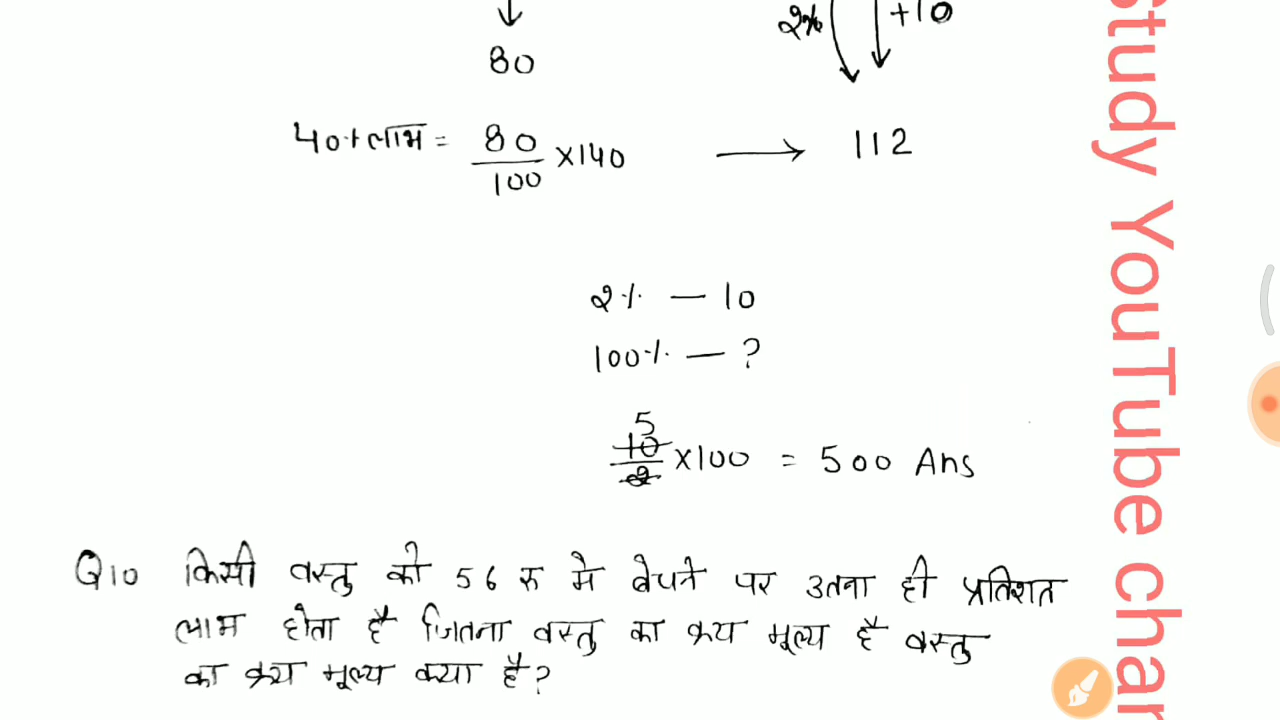 80
2%
+10
40% लाभ = 80/100 ×140 → 112
2% — 10
100% — ?
5
10/2 ×100 = 500 Ans
Q10 किसी वस्तु को 56 रु मे बेचने पर उतना ही प्रतिशत
लाभ होता है जितना वस्तु का क्रय मूल्य है वस्तु
का क्रय मूल्य क्या है?
Study YouTube chan